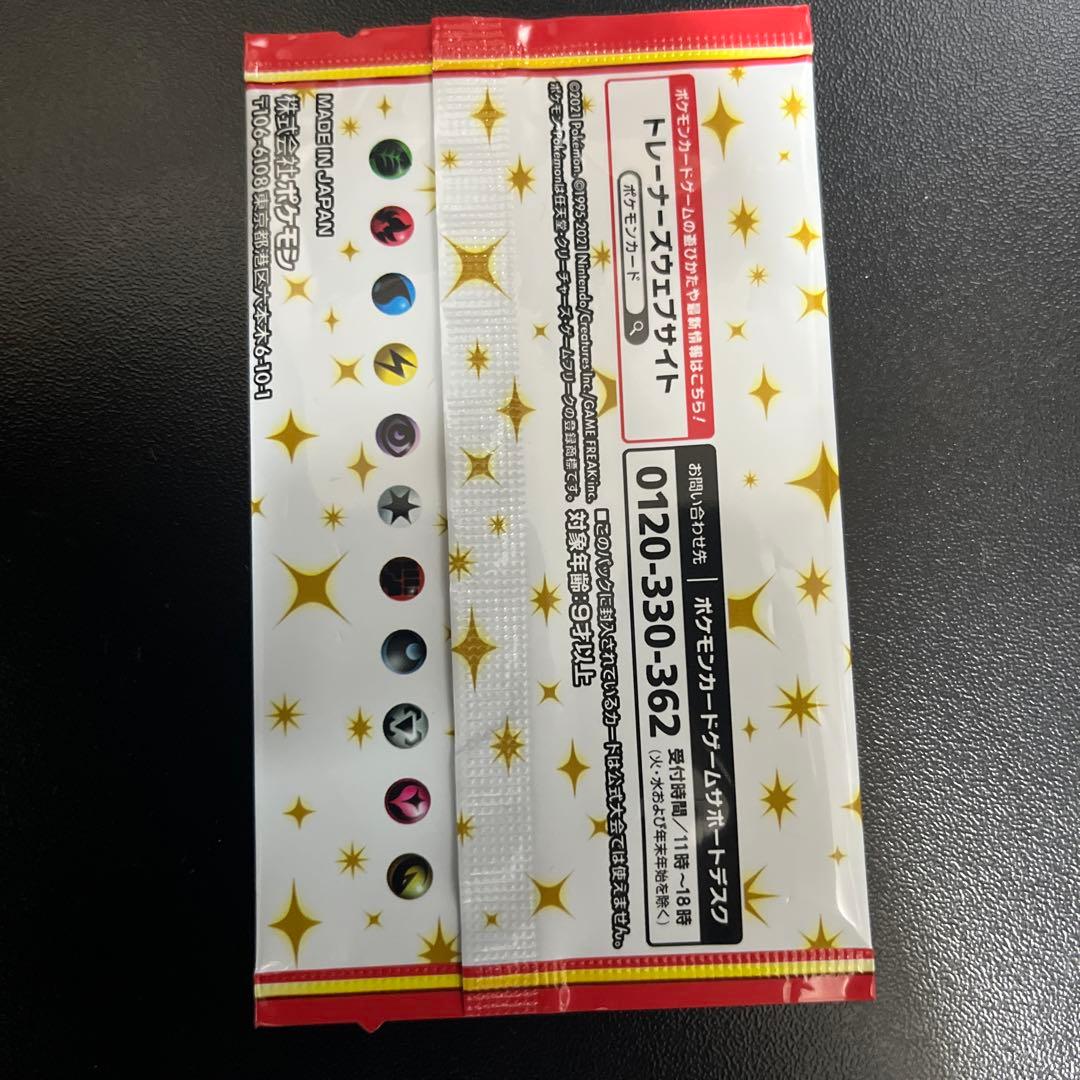 ポケモンカードゲームの遊びかたや最新情報はこちら!
トレーナーズウェブサイト
ポケモンカード
お問い合わせ先
ポケモンカードゲームサポートデスク
0120-330-362
受付時間/11時~18時
(火・水および年末年始を除く)
■このパックに封入されているカードは公式大会では使えません。
対象年齢:9才以上
©2021 Pokémon. ©1995-2021 Nintendo/Creatures Inc./GAME FREAK inc.
ポケモン・Pokémonは任天堂・クリーチャーズ・ゲームフリークの登録商標です。
MADE IN JAPAN
株式会社ポケモン
〒106-6108 東京都港区六本木6-10-1